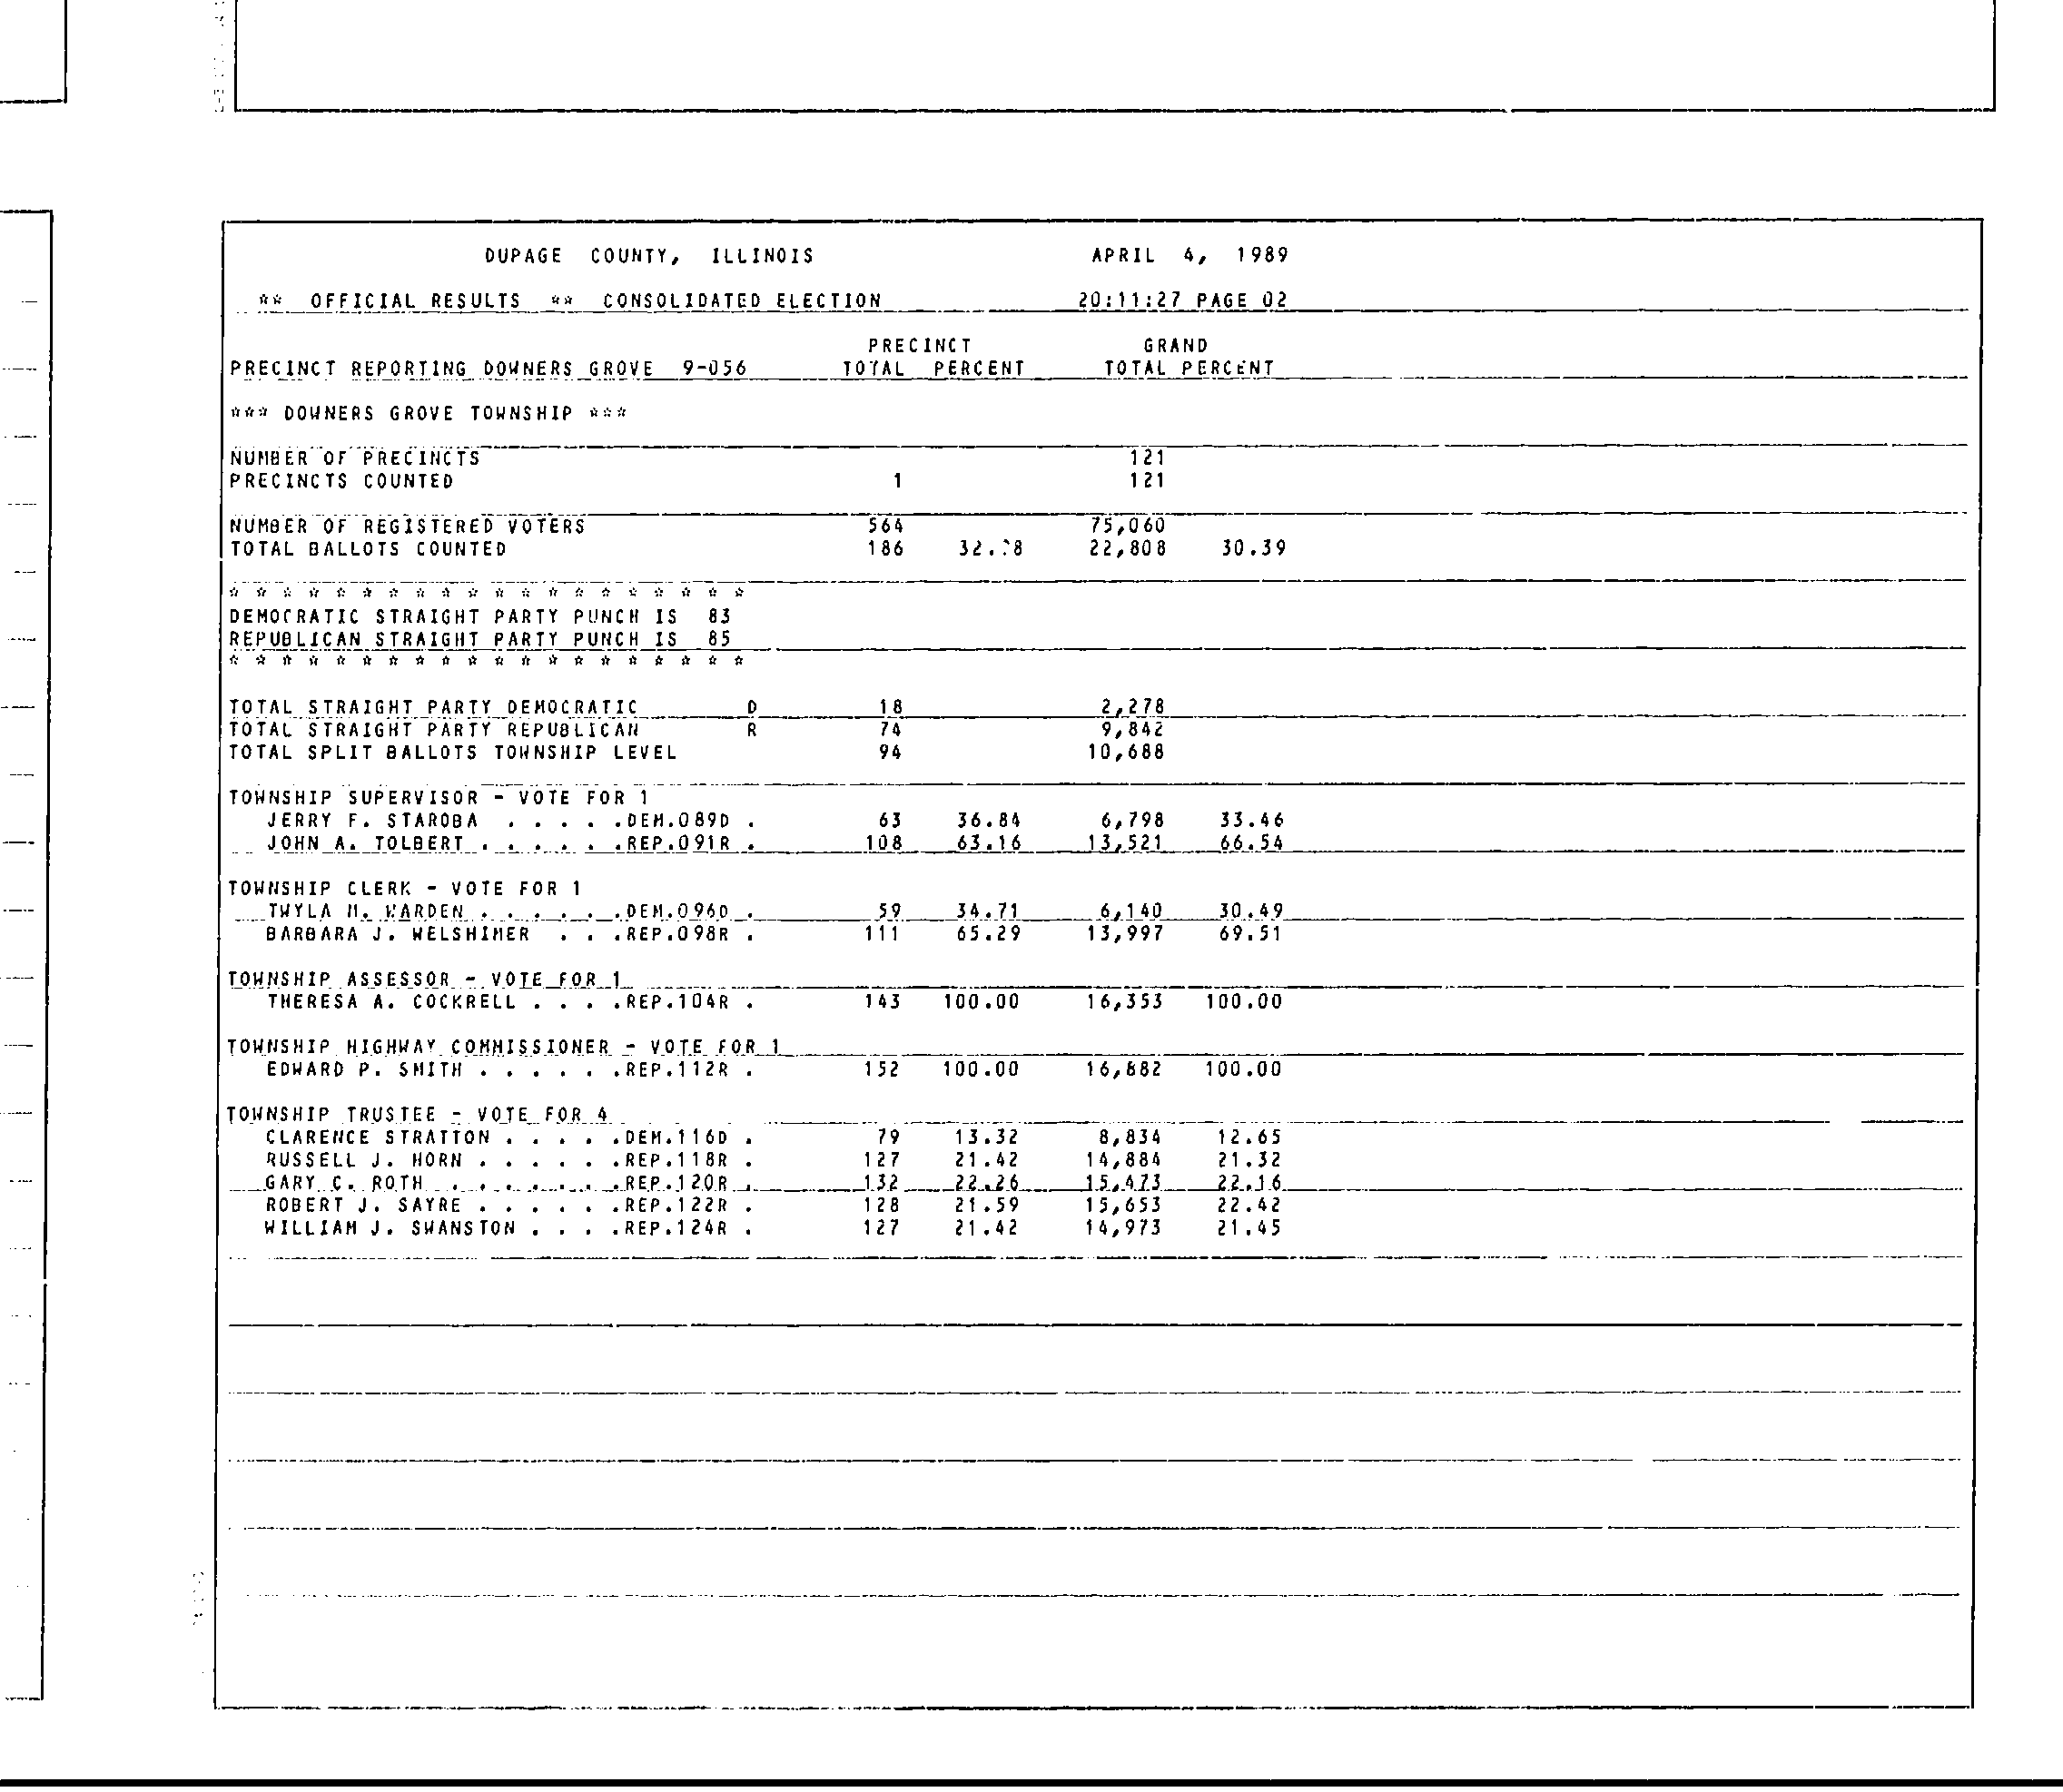 DUPAGE COUNTY, ILLINOIS APRIL 4, 1989
** OFFICIAL RESULTS ** CONSOLIDATED ELECTION 20:11:27 PAGE 02
PRECINCT GRAND
PRECINCT REPORTING DOWNERS GROVE 9-056 TOTAL PERCENT TOTAL PERCENT
*** DOWNERS GROVE TOWNSHIP ***
NUMBER OF PRECINCTS 121
PRECINCTS COUNTED 1 121
NUMBER OF REGISTERED VOTERS 564 75,060
TOTAL BALLOTS COUNTED 186 22,808 30.39
* * * * * * * * * * * * * * * * * * * *
DEMOCRATIC STRAIGHT PARTY PUNCH IS 83
REPUBLICAN STRAIGHT PARTY PUNCH IS 85
* * * * * * * * * * * * * * * * * * * *
TOTAL STRAIGHT PARTY DEMOCRATIC D 18 2,278
TOTAL STRAIGHT PARTY REPUBLICAN R 74 9,842
TOTAL SPLIT BALLOTS TOWNSHIP LEVEL 94 10,688
TOWNSHIP SUPERVISOR - VOTE FOR 1
JERRY F. STAROBA . . . . .DEM.089D . 63 36.84 6,798 33.46
JOHN A. TOLBERT . . . . . .REP.091R . 108 63.16 13,521 66.54
TOWNSHIP CLERK - VOTE FOR 1
TWYLA M. WARDEN . . . . . .DEM.096D . 59 34.71 6,140 30.49
BARBARA J. WELSHIMER . . .REP.098R . 111 65.29 13,997 69.51
TOWNSHIP ASSESSOR - VOTE FOR 1
THERESA A. COCKRELL . . . .REP.104R . 143 100.00 16,353 100.00
TOWNSHIP HIGHWAY COMMISSIONER - VOTE FOR 1
EDWARD P. SMITH . . . . . .REP.112R . 152 100.00 16,882 100.00
TOWNSHIP TRUSTEE - VOTE FOR 4
CLARENCE STRATTON . . . . .DEM.116D . 79 13.32 8,834 12.65
RUSSELL J. HORN . . . . . .REP.118R . 127 21.42 14,884 21.32
GARY C. ROTH . . . . . . .REP.120R . 132 22.26 15,473 22.16
ROBERT J. SAYRE . . . . . .REP.122R . 128 21.59 15,653 22.42
WILLIAM J. SWANSTON . . . .REP.124R . 127 21.42 14,973 21.45